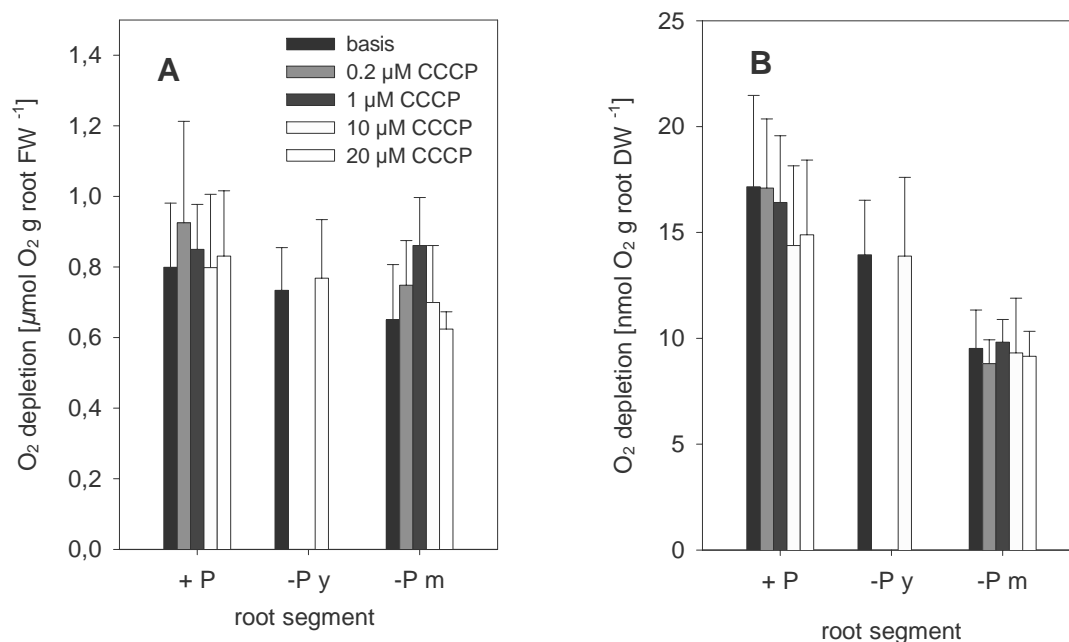 A
basis
0.2 µM CCCP
1 µM CCCP
10 µM CCCP
20 µM CCCP
1,4
1,2
1,0
0,8
0,6
0,4
0,2
0,0
O₂ depletion [µmol O₂ g root FW ⁻¹]
+ P
-P y
-P m
root segment
B
25
20
15
10
5
0
O₂ depletion [nmol O₂ g root DW ⁻¹]
+ P
-P y
-P m
root segment